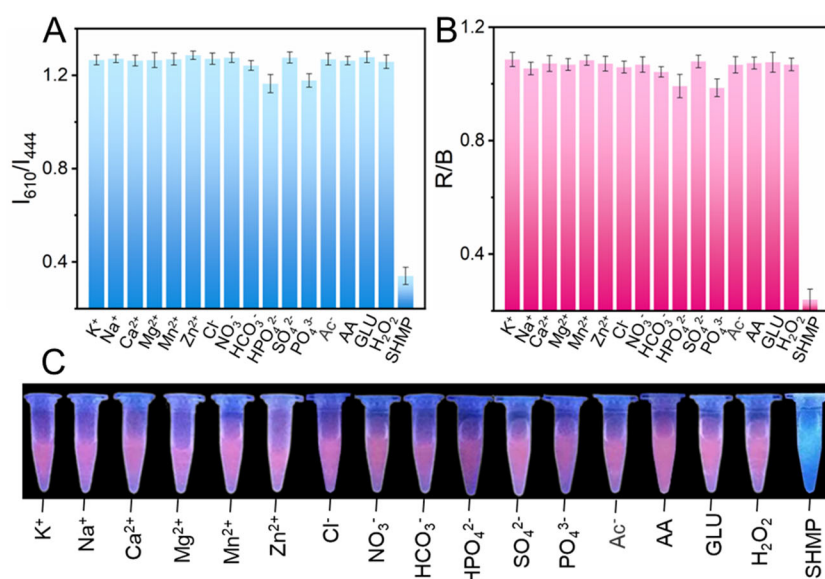 A
I₆₁₀/I₄₄₄
1.2
0.8
0.4
K⁺
Na⁺
Ca²⁺
Mg²⁺
Mn²⁺
Zn²⁺
Cl⁻
NO₃⁻
HCO₃⁻
HPO₄²⁻
SO₄²⁻
PO₄³⁻
Ac⁻
AA
GLU
H₂O₂
SHMP
B
R/B
1.2
0.8
0.4
K⁺
Na⁺
Ca²⁺
Mg²⁺
Mn²⁺
Zn²⁺
Cl⁻
NO₃⁻
HCO₃⁻
HPO₄²⁻
SO₄²⁻
PO₄³⁻
Ac⁻
AA
GLU
H₂O₂
SHMP
C
K⁺
Na⁺
Ca²⁺
Mg²⁺
Mn²⁺
Zn²⁺
Cl⁻
NO₃⁻
HCO₃⁻
HPO₄²⁻
SO₄²⁻
PO₄³⁻
Ac⁻
AA
GLU
H₂O₂
SHMP